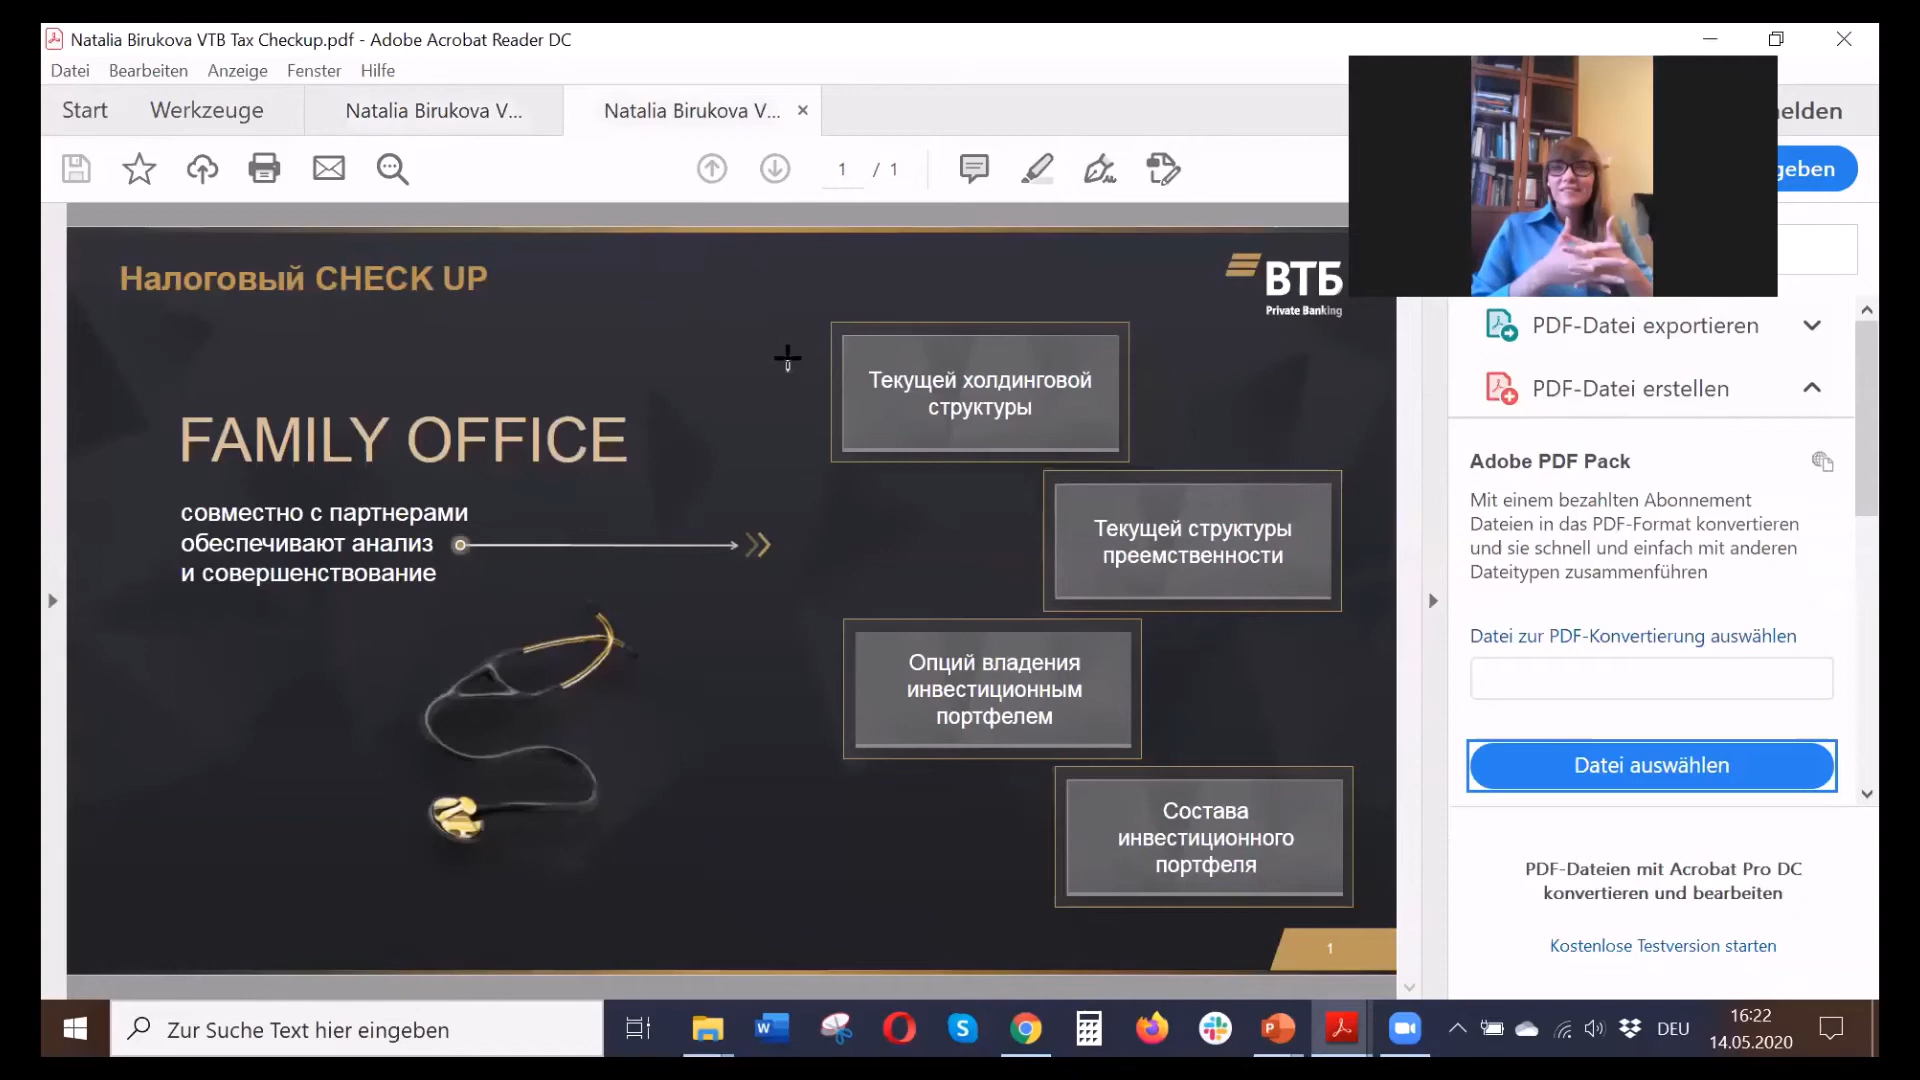 Natalia Birukova VTB Tax Checkup.pdf - Adobe Acrobat Reader DC
Datei Bearbeiten Anzeige Fenster Hilfe
Start Werkzeuge Natalia Birukova V... Natalia Birukova V... ×
elden
1 / 1
geben
Налоговый CHECK UP
ВТБ
Private Banking
Текущей холдинговой
структуры
FAMILY OFFICE
совместно с партнерами
обеспечивают анализ
и совершенствование
Текущей структуры
преемственности
Опций владения
инвестиционным
портфелем
Состава
инвестиционного
портфеля
1
PDF-Datei exportieren
PDF-Datei erstellen
Adobe PDF Pack
Mit einem bezahlten Abonnement
Dateien in das PDF-Format konvertieren
und sie schnell und einfach mit anderen
Dateitypen zusammenführen
Datei zur PDF-Konvertierung auswählen
Datei auswählen
PDF-Dateien mit Acrobat Pro DC
konvertieren und bearbeiten
Kostenlose Testversion starten
Zur Suche Text hier eingeben
DEU
16:22
14.05.2020